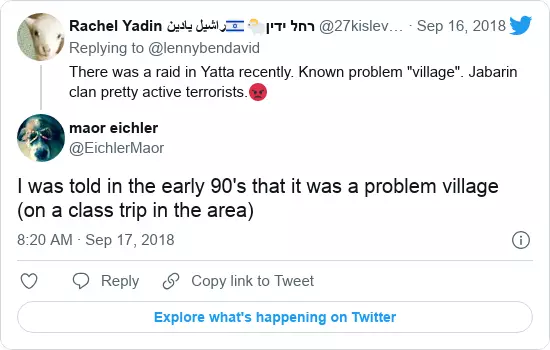 Rachel Yadin راشيل يادين🇮🇱🐑רחל ידין @27kislev… · Sep 16, 2018
Replying to @lennybendavid
There was a raid in Yatta recently. Known problem "village". Jabarin
clan pretty active terrorists.😡
maor eichler
@EichlerMaor
I was told in the early 90's that it was a problem village
(on a class trip in the area)
8:20 AM · Sep 17, 2018
Reply
Copy link to Tweet
Explore what's happening on Twitter